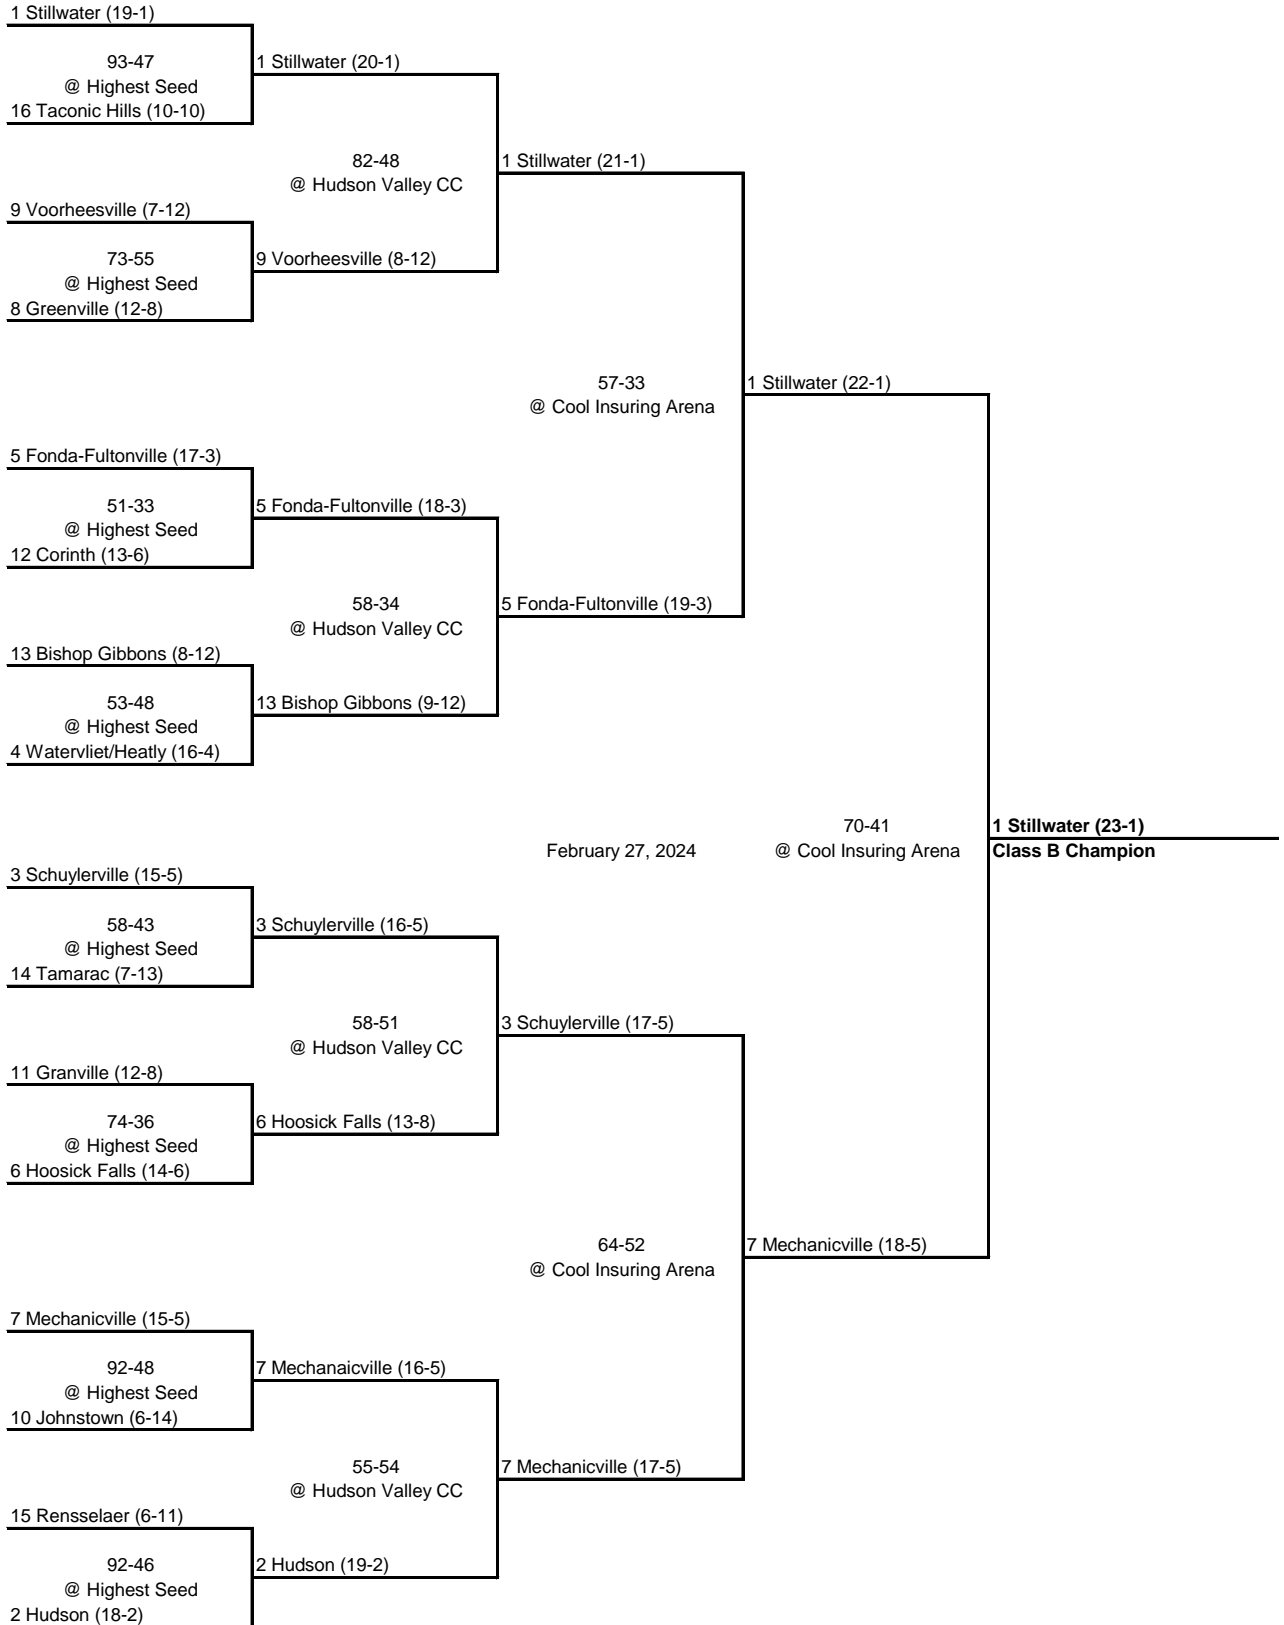 1 Stillwater (19-1)
93-47
1 Stillwater (20-1)
@ Highest Seed
16 Taconic Hills (10-10)
82-48
1 Stillwater (21-1)
@ Hudson Valley CC
9 Voorheesville (7-12)
73-55
9 Voorheesville (8-12)
@ Highest Seed
8 Greenville (12-8)
57-33
1 Stillwater (22-1)
@ Cool Insuring Arena
5 Fonda-Fultonville (17-3)
51-33
5 Fonda-Fultonville (18-3)
@ Highest Seed
12 Corinth (13-6)
58-34
5 Fonda-Fultonville (19-3)
@ Hudson Valley CC
13 Bishop Gibbons (8-12)
53-48
13 Bishop Gibbons (9-12)
@ Highest Seed
4 Watervliet/Heatly (16-4)
70-41
1 Stillwater (23-1)
February 27, 2024
@ Cool Insuring Arena
Class B Champion
3 Schuylerville (15-5)
58-43
3 Schuylerville (16-5)
@ Highest Seed
14 Tamarac (7-13)
58-51
3 Schuylerville (17-5)
@ Hudson Valley CC
11 Granville (12-8)
74-36
6 Hoosick Falls (13-8)
@ Highest Seed
6 Hoosick Falls (14-6)
64-52
7 Mechanicville (18-5)
@ Cool Insuring Arena
7 Mechanicville (15-5)
92-48
7 Mechanaicville (16-5)
@ Highest Seed
10 Johnstown (6-14)
55-54
7 Mechanicville (17-5)
@ Hudson Valley CC
15 Rensselaer (6-11)
92-46
2 Hudson (19-2)
@ Highest Seed
2 Hudson (18-2)